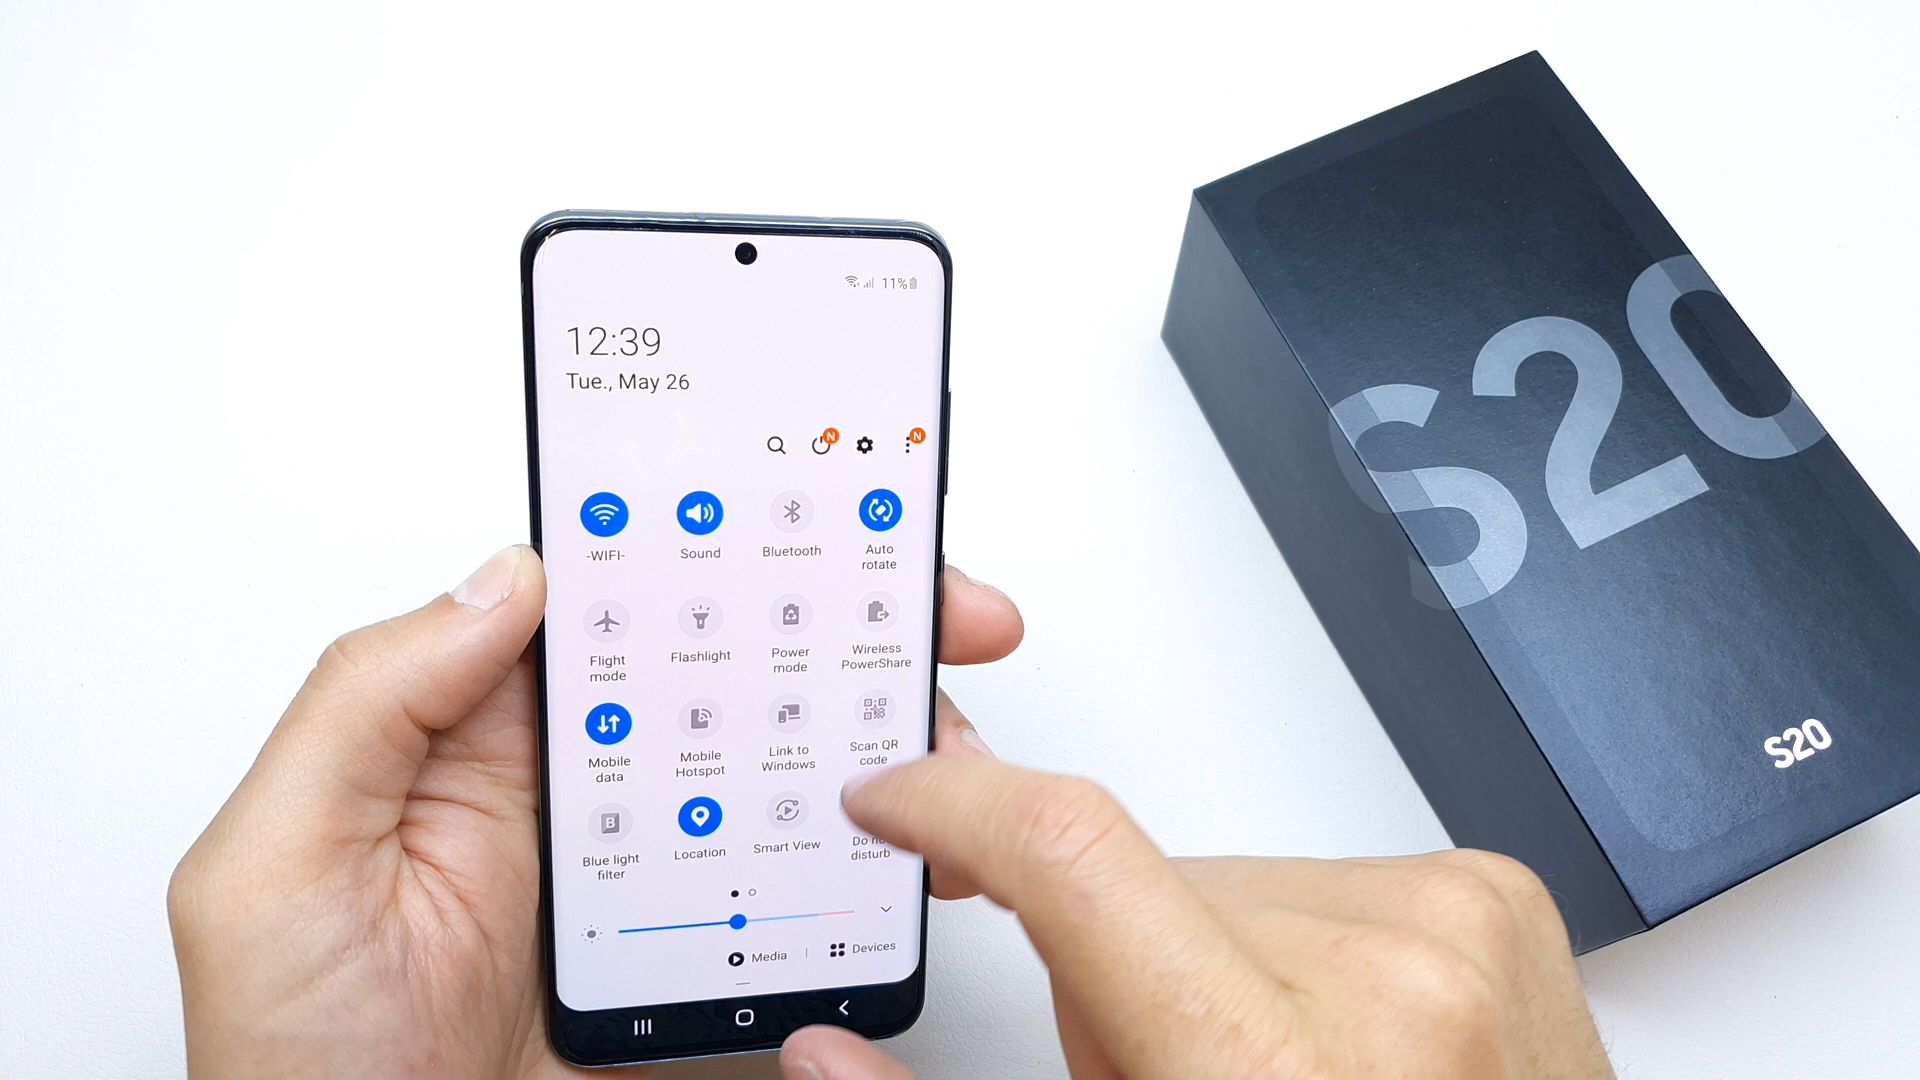 11%
12:39
Tue., May 26
N
N
-WIFI-
Sound
Bluetooth
Auto
rotate
Flight
mode
Flashlight
Power
mode
Wireless
PowerShare
Mobile
data
Mobile
Hotspot
Link to
Windows
Scan QR
code
B
Blue light
filter
Location
Smart View
Do not
disturb
Media | Devices
S20
S20